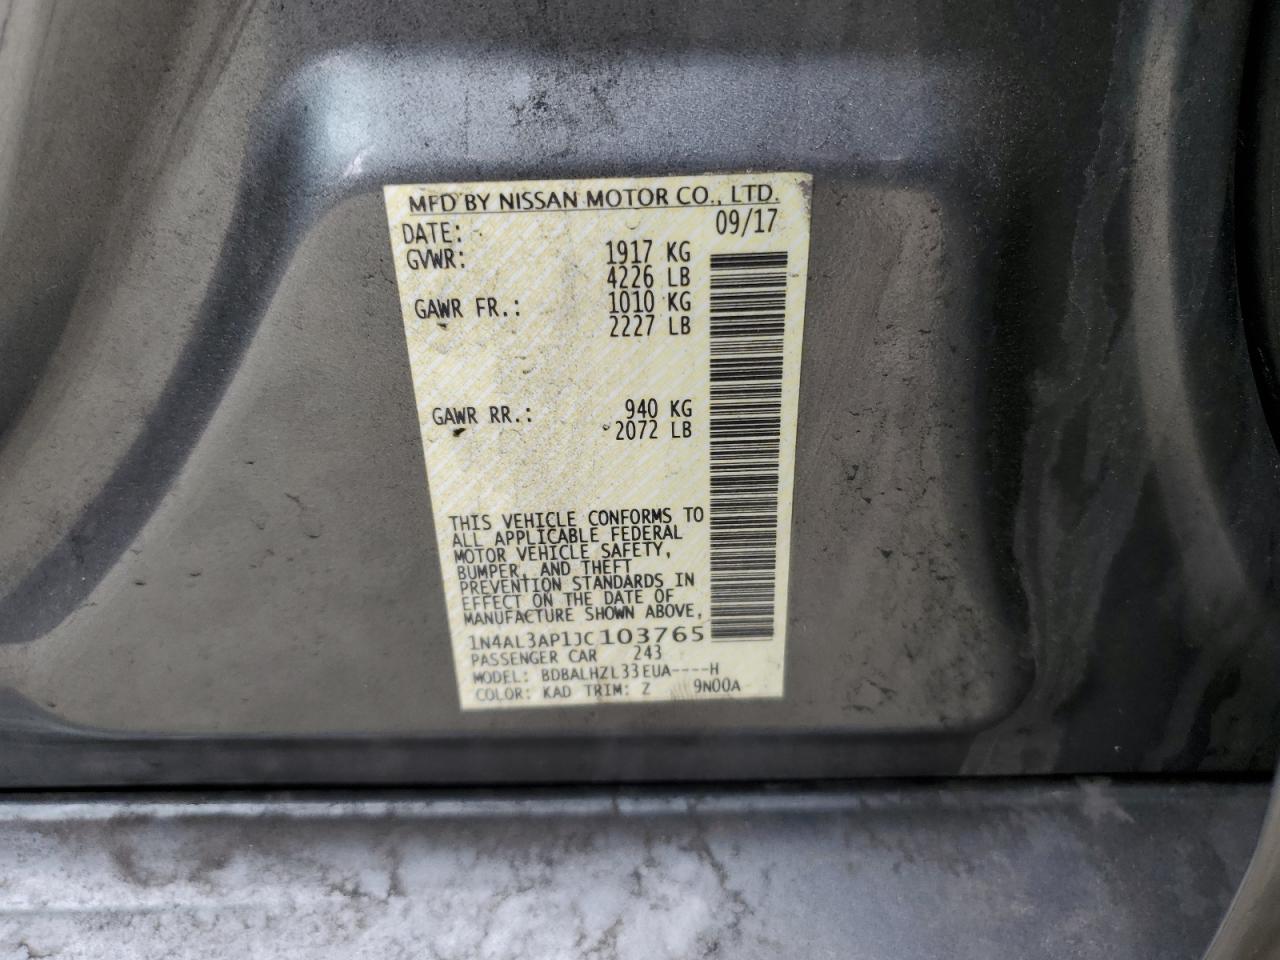 MFD BY NISSAN MOTOR CO., LTD.
DATE: 09/17
GVWR: 1917 KG
4226 LB
GAWR FR.: 1010 KG
2227 LB
GAWR RR.: 940 KG
2072 LB
THIS VEHICLE CONFORMS TO
ALL APPLICABLE FEDERAL
MOTOR VEHICLE SAFETY,
BUMPER, AND THEFT
PREVENTION STANDARDS IN
EFFECT ON THE DATE OF
MANUFACTURE SHOWN ABOVE,
1N4AL3AP1JC103765
PASSENGER CAR 243
MODEL: BDBALHZL33EUA----H
COLOR: KAD TRIM: Z 9N00A